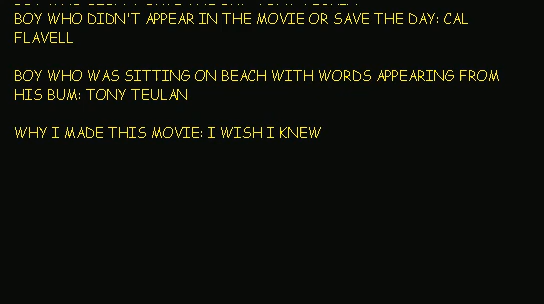 BOY WHO DIDN'T APPEAR IN THE MOVIE OR SAVE THE DAY: CAL
FLAVELL
BOY WHO WAS SITTING ON BEACH WITH WORDS APPEARING FROM
HIS BUM: TONY TEULAN
WHY I MADE THIS MOVIE: I WISH I KNEW